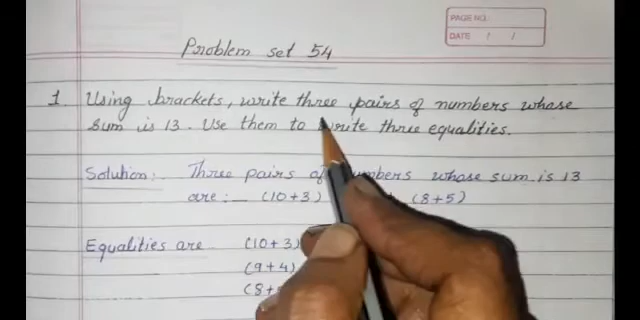 PAGE NO.
DATE / /
Problem set 54
1 Using brackets, write three pairs of numbers whose
sum is 13. Use them to write three equalities.
Solution:- Three pairs of numbers whose sum is 13
are:- (10+3) (8+5)
Equalities are (10+3)
(9+4)
(8+